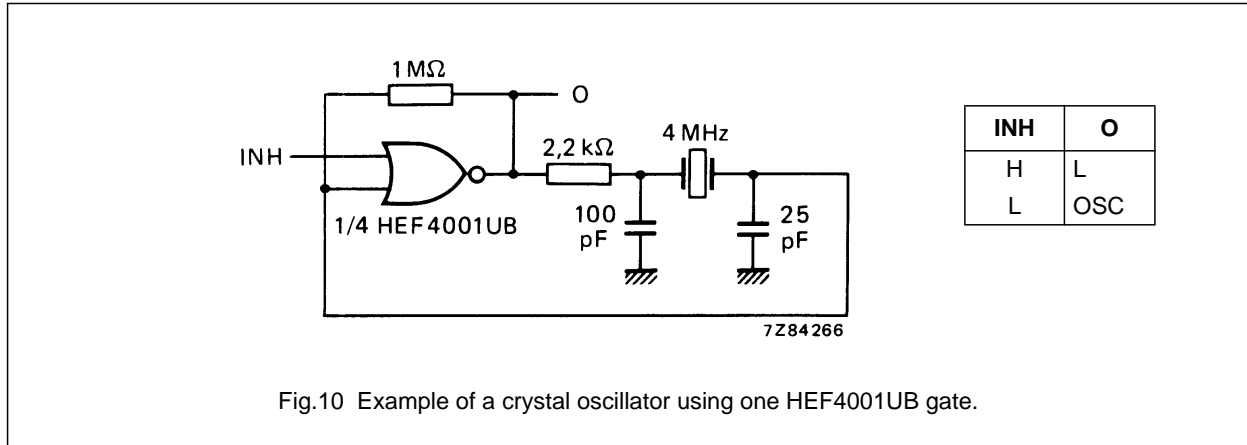 1 MΩ
O
INH
2,2 kΩ
4 MHz
1/4 HEF4001UB
100
pF
25
pF
7Z84266
INH O
H L
L OSC
Fig.10 Example of a crystal oscillator using one HEF4001UB gate.